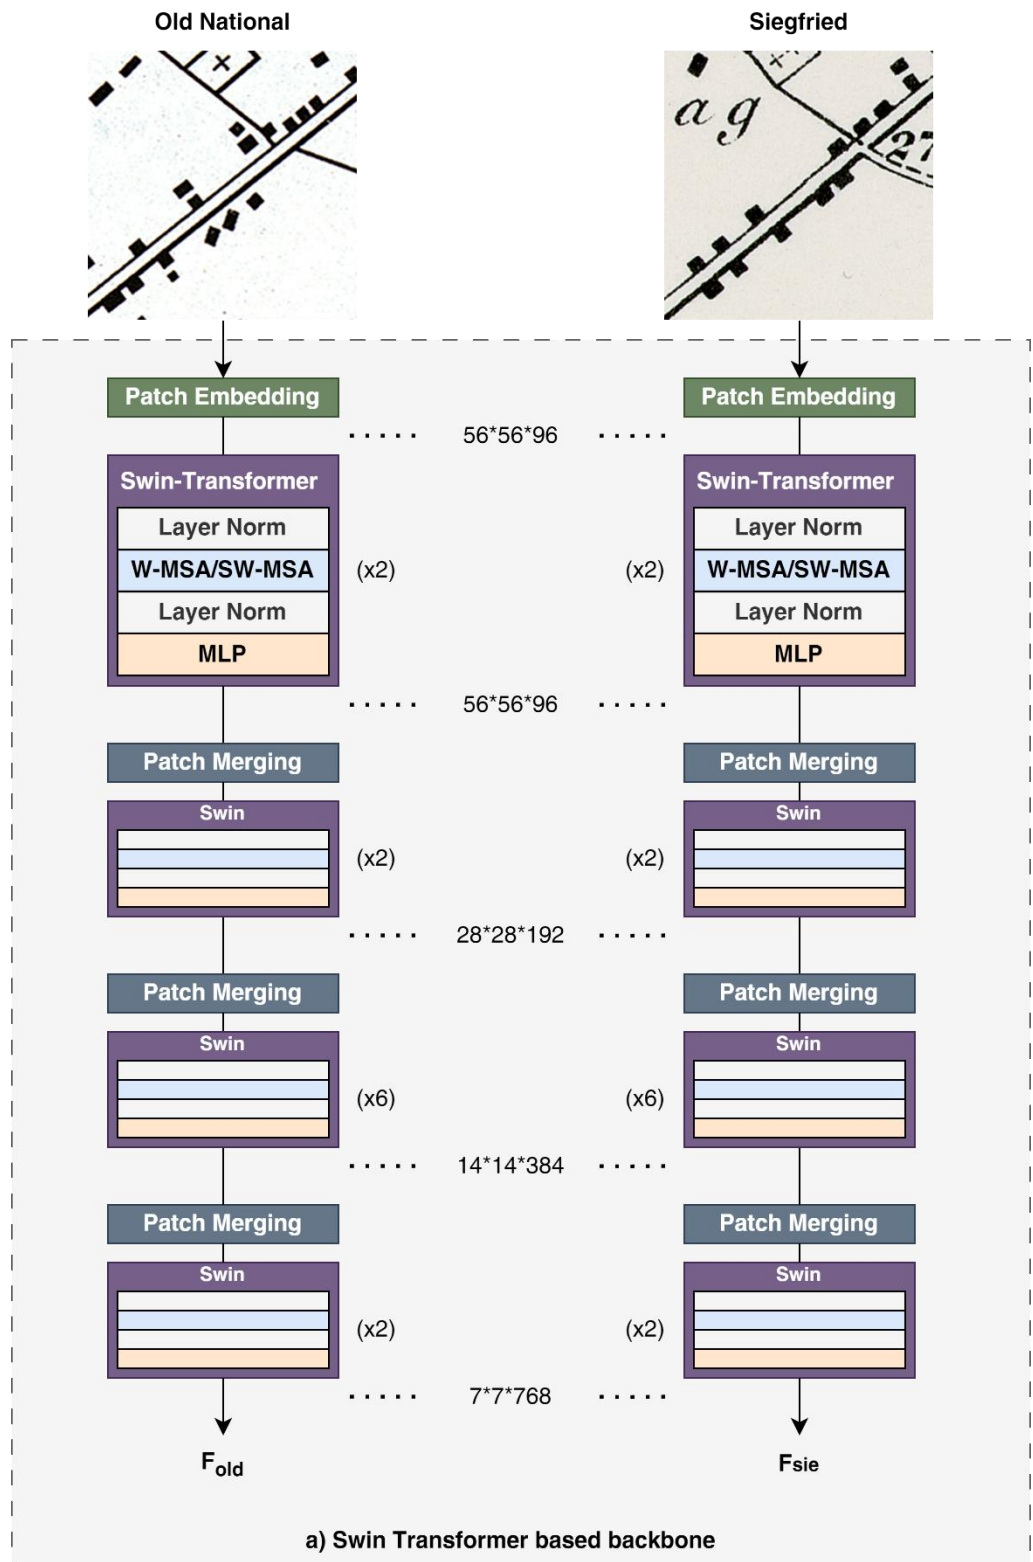 Old National Siegfried
a g
27
Patch Embedding Patch Embedding
..... 56*56*96 .....
Swin-Transformer Swin-Transformer
Layer Norm Layer Norm
W-MSA/SW-MSA (x2) (x2) W-MSA/SW-MSA
Layer Norm Layer Norm
MLP MLP
..... 56*56*96 .....
Patch Merging Patch Merging
Swin Swin
(x2) (x2)
..... 28*28*192 .....
Patch Merging Patch Merging
Swin Swin
(x6) (x6)
..... 14*14*384 .....
Patch Merging Patch Merging
Swin Swin
(x2) (x2)
..... 7*7*768 .....
Fold Fsie
a) Swin Transformer based backbone